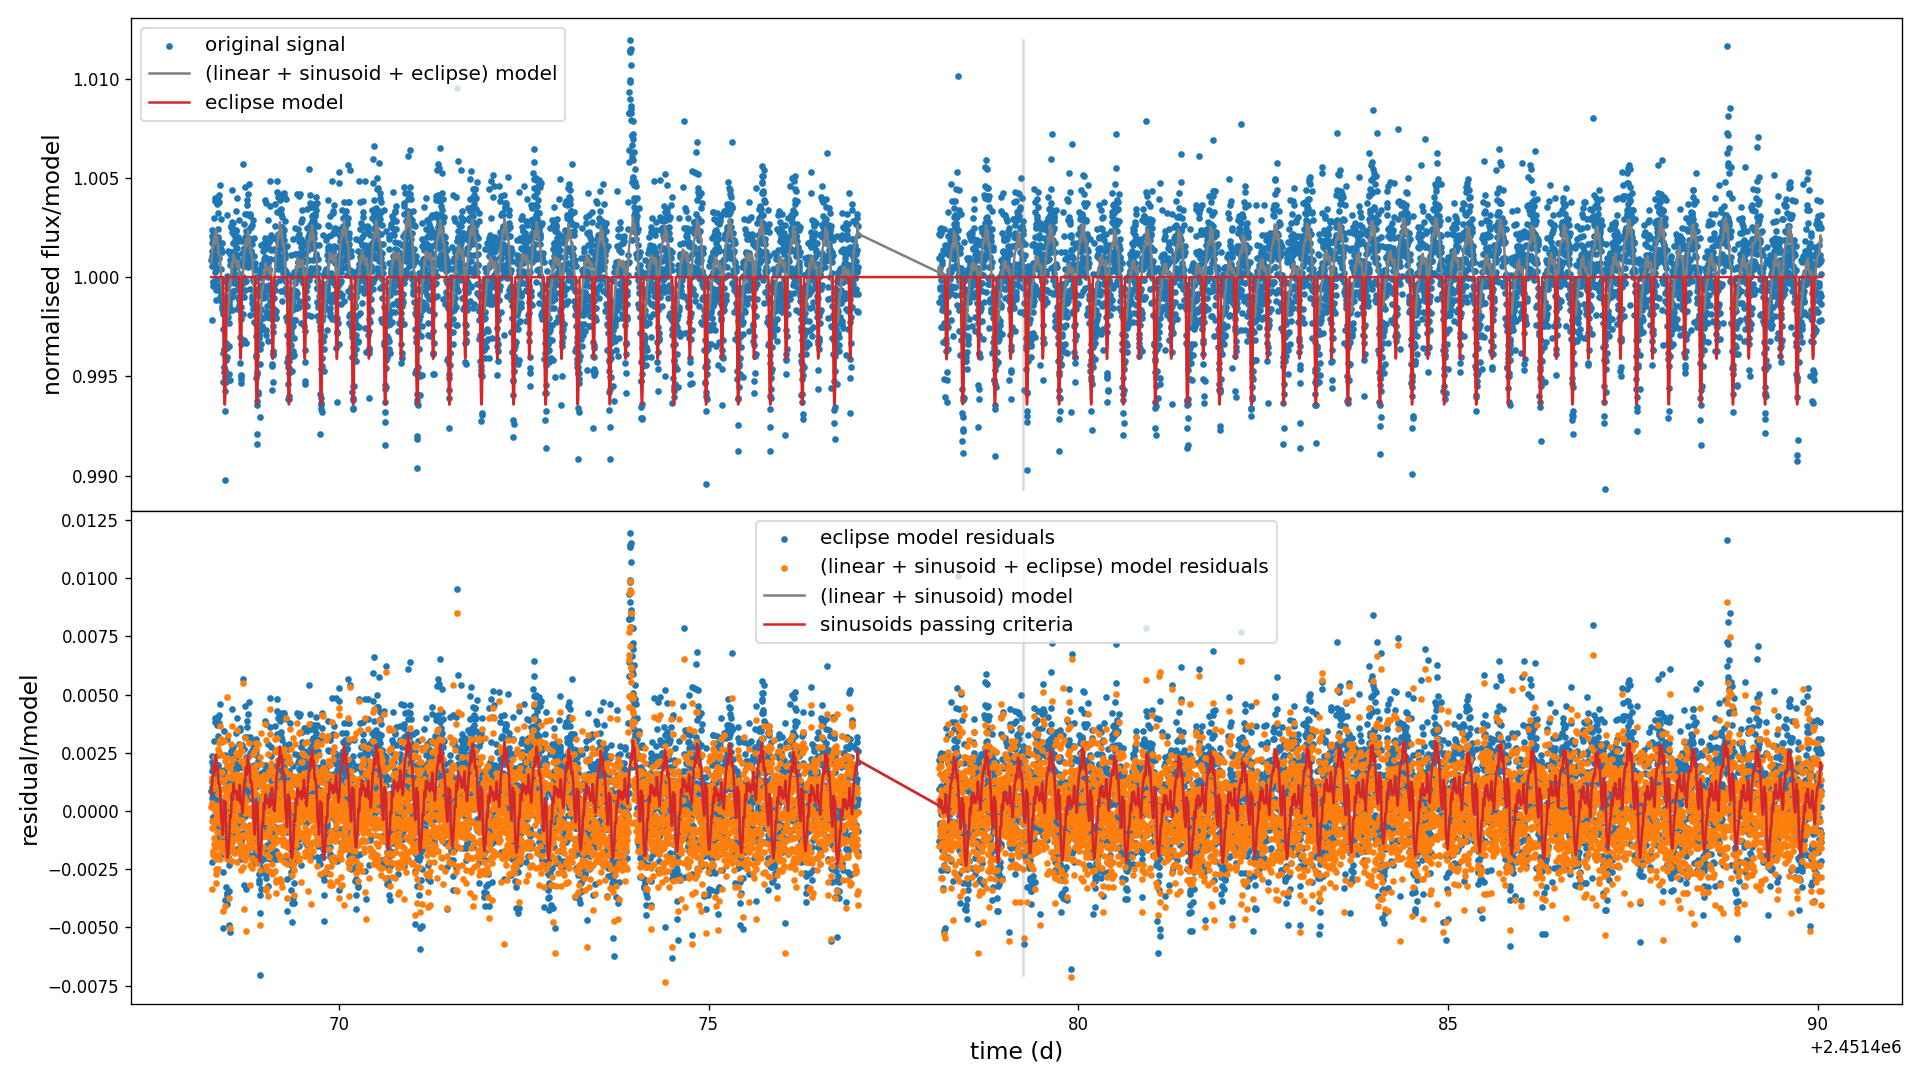 original signal
(linear + sinusoid + eclipse) model
eclipse model
normalised flux/model
1.010
1.005
1.000
0.995
0.990
eclipse model residuals
(linear + sinusoid + eclipse) model residuals
(linear + sinusoid) model
sinusoids passing criteria
residual/model
0.0125
0.0100
0.0075
0.0050
0.0025
0.0000
−0.0025
−0.0050
−0.0075
70 75 80 85 90
time (d)
+2.4514e6